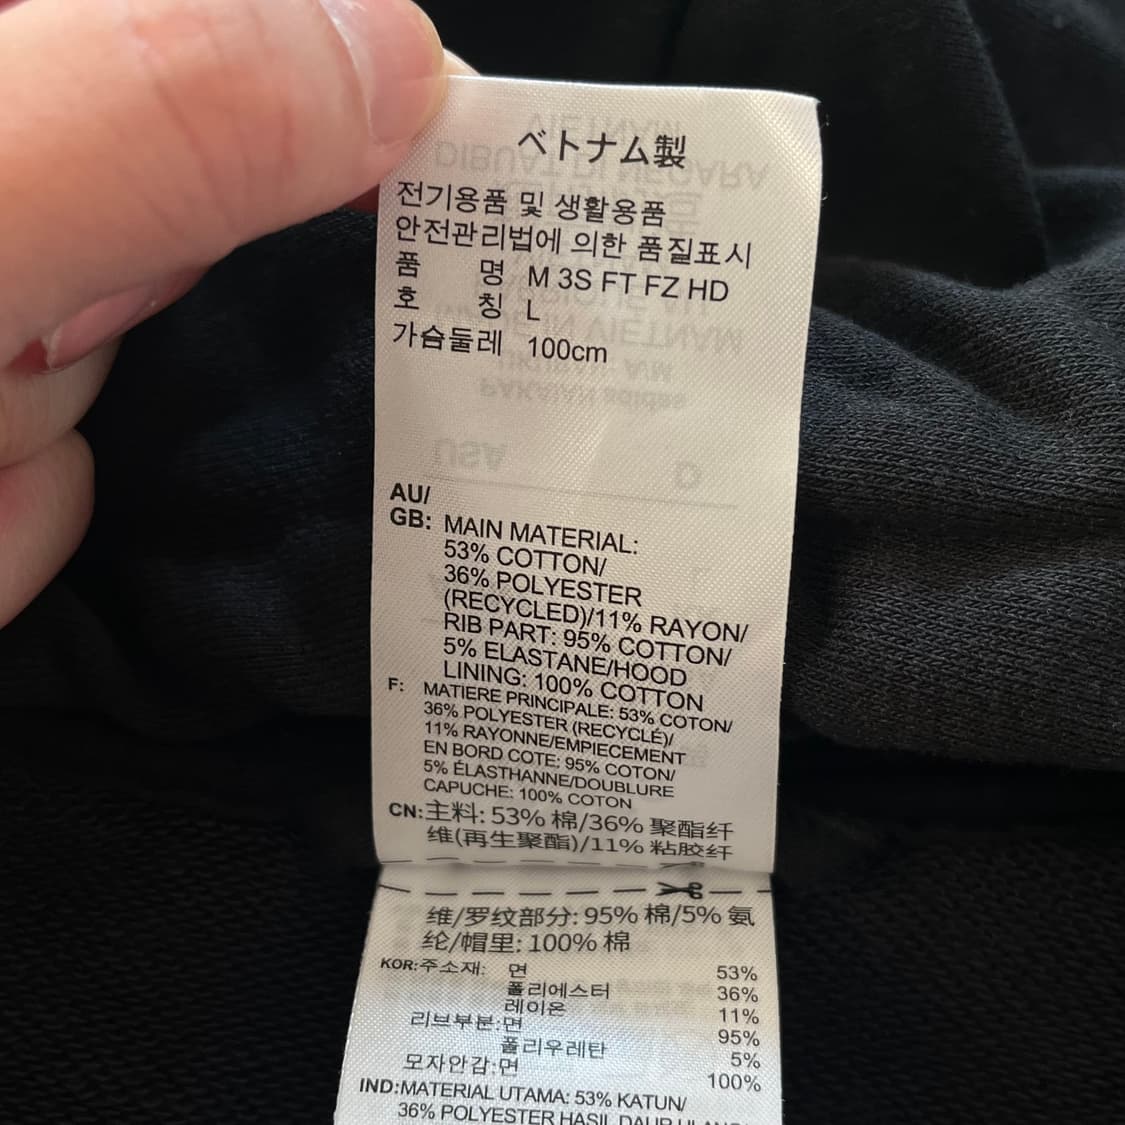 ベトナム製
전기용품 및 생활용품
안전관리법에 의한 품질표시
품 명 M 3S FT FZ HD
호 칭 L
가슴둘레 100cm
AU/
GB: MAIN MATERIAL:
53% COTTON/
36% POLYESTER
(RECYCLED)/11% RAYON/
RIB PART: 95% COTTON/
5% ELASTANE/HOOD
LINING: 100% COTTON
F: MATIERE PRINCIPALE: 53% COTON/
36% POLYESTER (RECYCLÉ)/
11% RAYONNE/EMPIECEMENT
EN BORD COTE: 95% COTON/
5% ÉLASTHANNE/DOUBLURE
CAPUCHE: 100% COTON
CN: 主料: 53% 棉/36% 聚酯纤
维(再生聚酯)/11% 粘胶纤
维/罗纹部分: 95% 棉/5% 氨
纶/帽里: 100% 棉
KOR: 주소재: 면 53%
폴리에스터 36%
레이온 11%
리브부분: 면 95%
폴리우레탄 5%
모자안감: 면 100%
IND: MATERIAL UTAMA: 53% KATUN/
36% POLYESTER HASIL DAUR